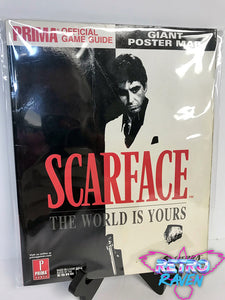 PRIMA OFFICIAL GAME GUIDE
GIANT POSTER MAP
SCARFACE
THE WORLD IS YOURS
PRIMA
RETRO
RAVEN